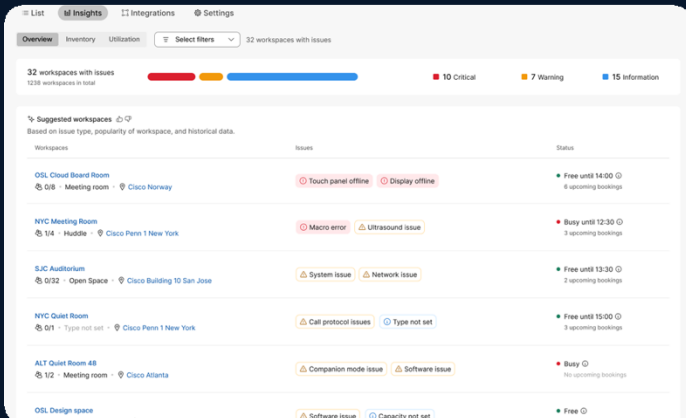 List Insights Integrations Settings
Overview Inventory Utilization Select filters 32 workspaces with issues
32 workspaces with issues
1238 workspaces in total
10 Critical 7 Warning 15 Information
Suggested workspaces
Based on issue type, popularity of workspace, and historical data.
Workspaces Issues Status
OSL Cloud Board Room
0/8 · Meeting room · Cisco Norway
Touch panel offline Display offline
Free until 14:00
6 upcoming bookings
NYC Meeting Room
1/4 · Huddle · Cisco Penn 1 New York
Macro error Ultrasound issue
Busy until 12:30
3 upcoming bookings
SJC Auditorium
0/32 · Open Space · Cisco Building 10 San Jose
System issue Network issue
Free until 13:30
2 upcoming bookings
NYC Quiet Room
0/1 · Type not set · Cisco Penn 1 New York
Call protocol issues Type not set
Free until 15:00
3 upcoming bookings
ALT Quiet Room 48
1/2 · Meeting room · Cisco Atlanta
Companion mode issue Software issue
Busy
No upcoming bookings
OSL Design space
Software issue Capacity not set
Free